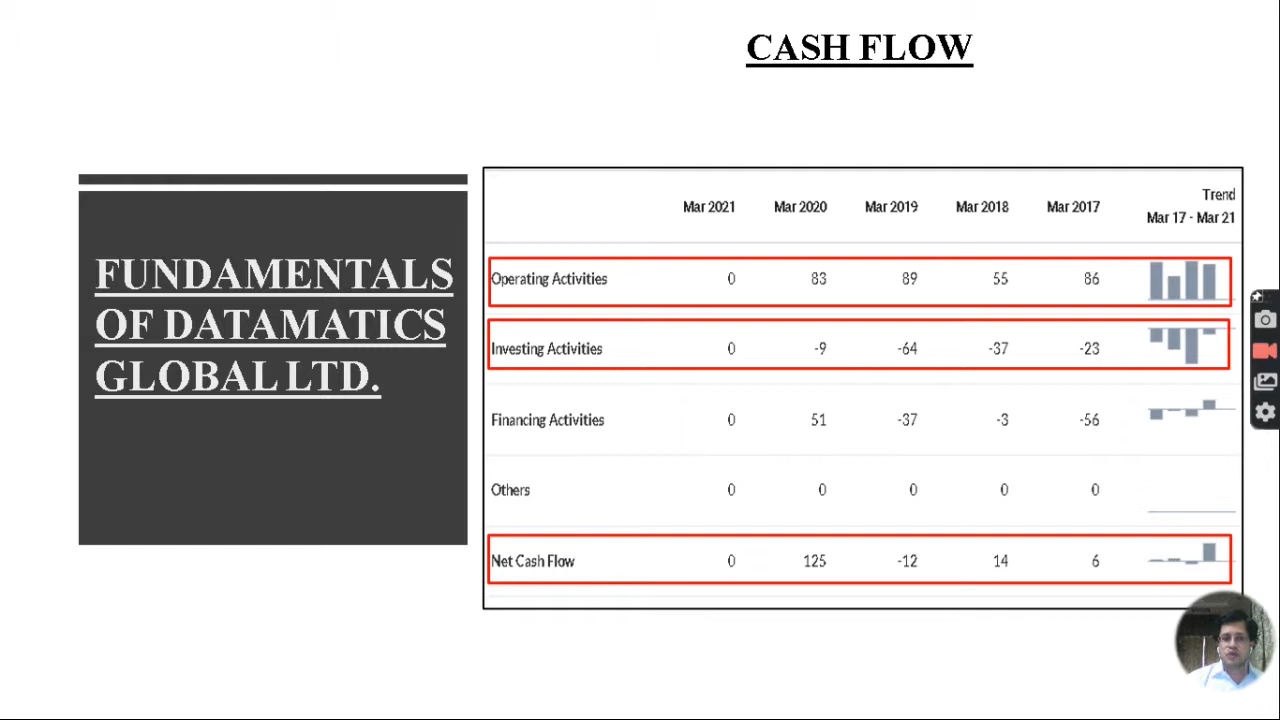 CASH FLOW
FUNDAMENTALS
OF DATAMATICS
GLOBAL LTD.
Mar 2021 Mar 2020 Mar 2019 Mar 2018 Mar 2017 Trend
Mar 17 - Mar 21
Operating Activities 0 83 89 55 86
Investing Activities 0 -9 -64 -37 -23
Financing Activities 0 51 -37 -3 -56
Others 0 0 0 0 0
Net Cash Flow 0 125 -12 14 6